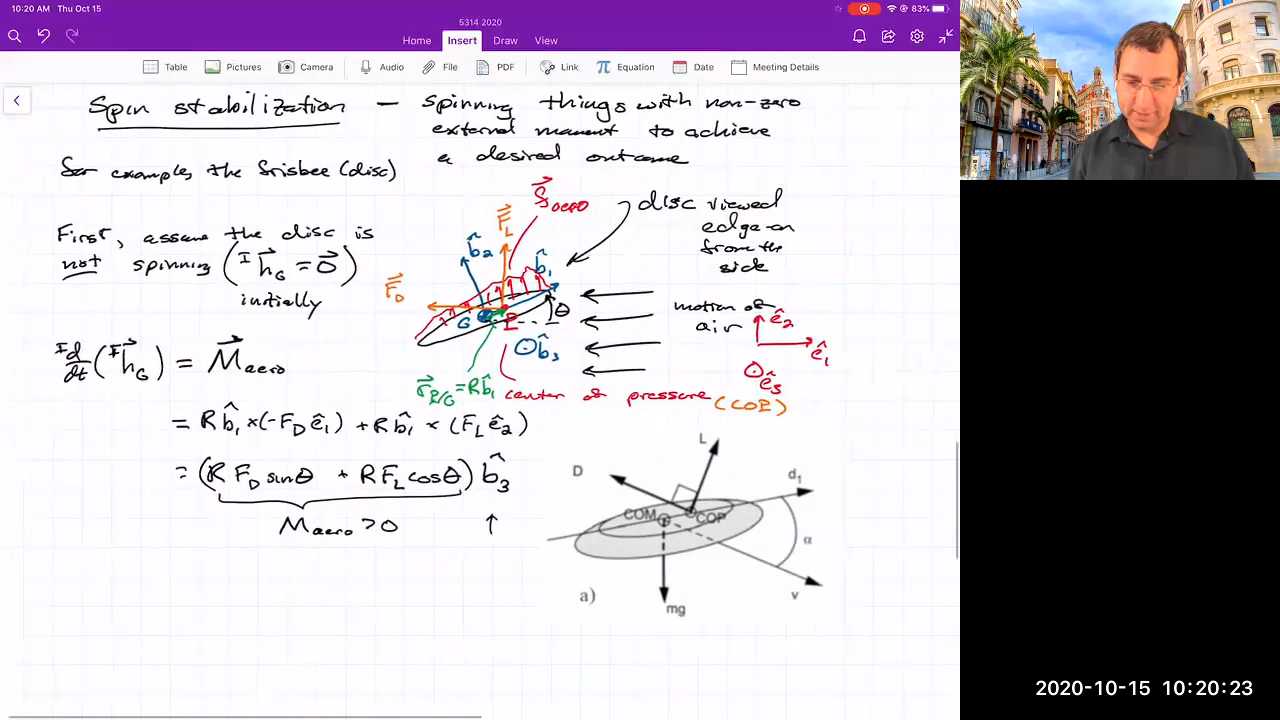 10:20 AM Thu Oct 15
83%
5314 2020
Home Insert Draw View
Table Pictures Camera Audio File PDF Link Equation Date Meeting Details
Spin stabilization — spinning things with non-zero
external moment to achieve
a desired outcome
for example, the frisbee (disc)
First, assume the disc is
not spinning (ᴵh⃗_G = 0⃗)
initially
f⃗_aero
disc viewed
edge-on
from the
side
F⃗_L
b̂₂
b̂₁
F⃗_D
G
P
θ
b̂₃
motion of
air
ê₂
ê₁
ê₃
r⃗_P/G = Rb̂₁
center of pressure (COP)
ᴵd/dt (ᴵh⃗_G) = M⃗_aero
= R b̂₁ × (-F_D ê₁) + R b̂₁ × (F_L ê₂)
= (R F_D sinθ + R F_L cosθ) b̂₃
M_aero > 0 ↑
L
D
d₁
COM
COP
α
a)
mg
v
2020-10-15 10:20:23